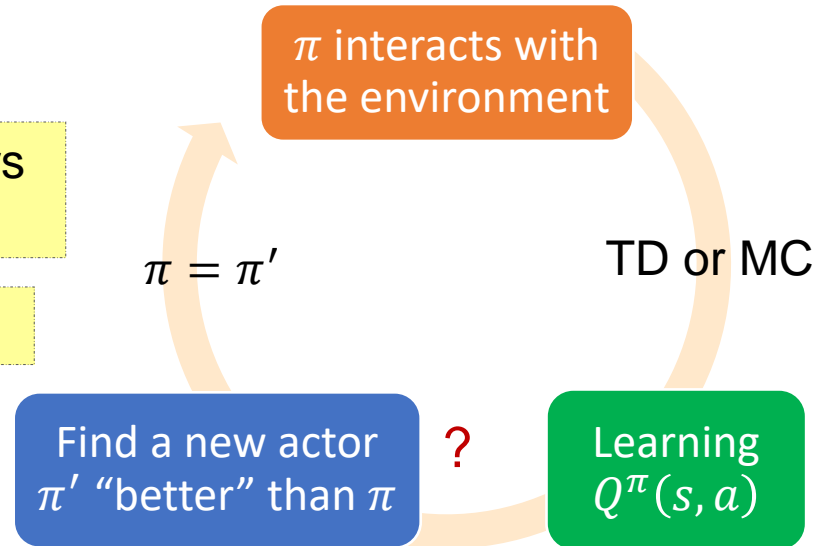 π interacts with
the environment
π = π′
TD or MC
Find a new actor
π′ “better” than π
?
Learning
Q^π(s, a)